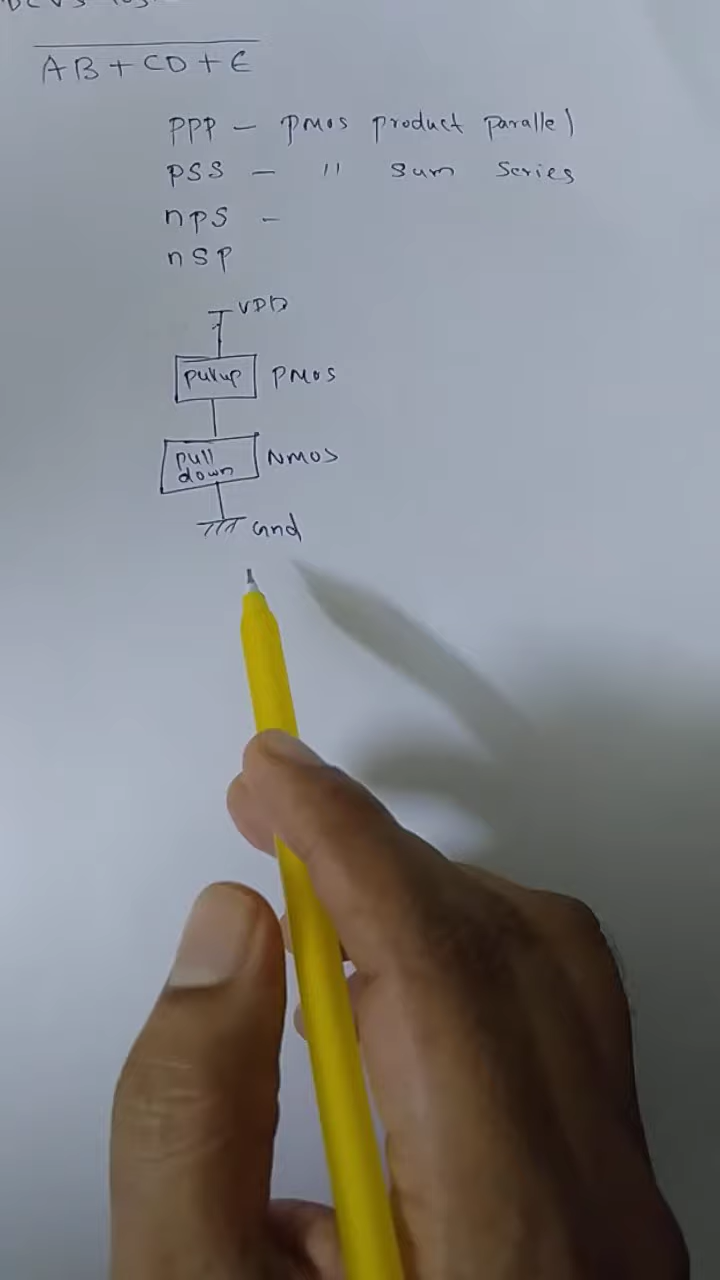 AB + CD + E
PPP - PMOS product parallel
PSS - " sum series
nPS -
nSP
VDD
pullup PMOS
pull
down NMOS
Gnd